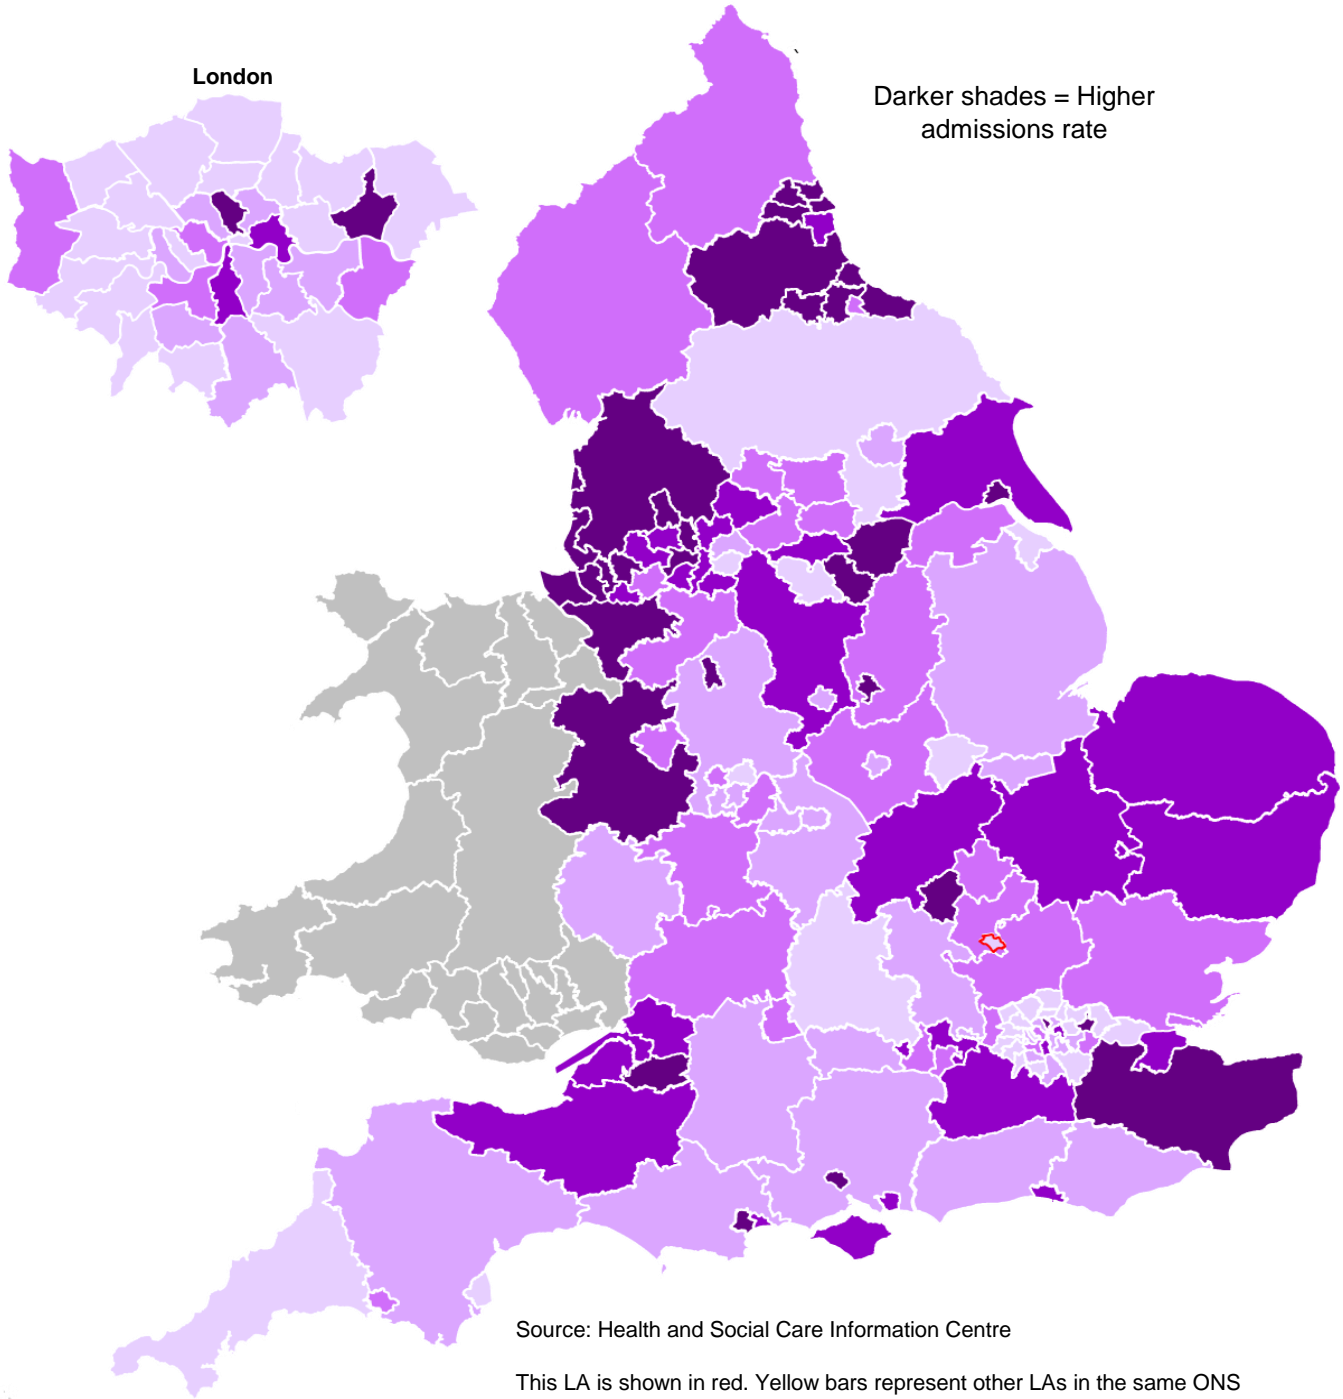 London
Darker shades = Higher
admissions rate
Source: Health and Social Care Information Centre
This LA is shown in red. Yellow bars represent other LAs in the same ONS